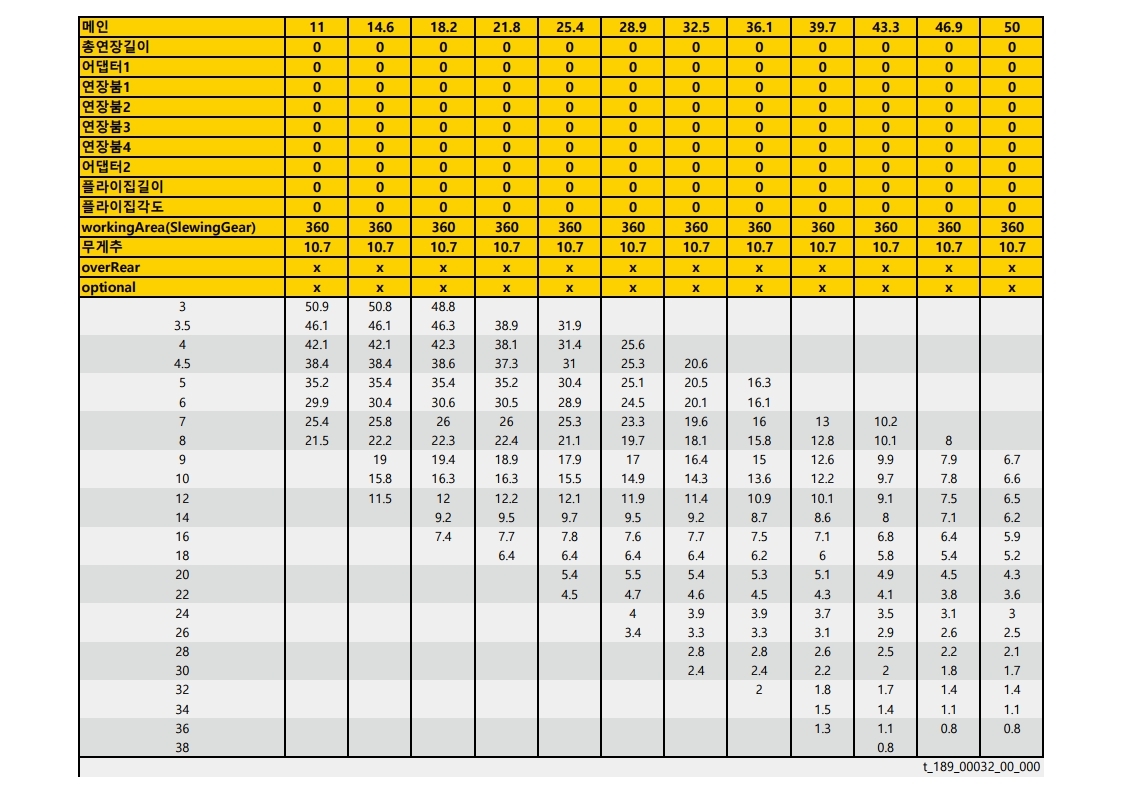 메인 11 14.6 18.2 21.8 25.4 28.9 32.5 36.1 39.7 43.3 46.9 50
총연장길이 0 0 0 0 0 0 0 0 0 0 0 0
어댑터1 0 0 0 0 0 0 0 0 0 0 0 0
연장붐1 0 0 0 0 0 0 0 0 0 0 0 0
연장붐2 0 0 0 0 0 0 0 0 0 0 0 0
연장붐3 0 0 0 0 0 0 0 0 0 0 0 0
연장붐4 0 0 0 0 0 0 0 0 0 0 0 0
어댑터2 0 0 0 0 0 0 0 0 0 0 0 0
플라이집길이 0 0 0 0 0 0 0 0 0 0 0 0
플라이집각도 0 0 0 0 0 0 0 0 0 0 0 0
workingArea(SlewingGear) 360 360 360 360 360 360 360 360 360 360 360 360
무게추 10.7 10.7 10.7 10.7 10.7 10.7 10.7 10.7 10.7 10.7 10.7 10.7
overRear x x x x x x x x x x x x
optional x x x x x x x x x x x x
3 50.9 50.8 48.8
3.5 46.1 46.1 46.3 38.9 31.9
4 42.1 42.1 42.3 38.1 31.4 25.6
4.5 38.4 38.4 38.6 37.3 31 25.3 20.6
5 35.2 35.4 35.4 35.2 30.4 25.1 20.5 16.3
6 29.9 30.4 30.6 30.5 28.9 24.5 20.1 16.1
7 25.4 25.8 26 26 25.3 23.3 19.6 16 13 10.2
8 21.5 22.2 22.3 22.4 21.1 19.7 18.1 15.8 12.8 10.1 8
9 19 19.4 18.9 17.9 17 16.4 15 12.6 9.9 7.9 6.7
10 15.8 16.3 16.3 15.5 14.9 14.3 13.6 12.2 9.7 7.8 6.6
12 11.5 12 12.2 12.1 11.9 11.4 10.9 10.1 9.1 7.5 6.5
14 9.2 9.5 9.7 9.5 9.2 8.7 8.6 8 7.1 6.2
16 7.4 7.7 7.8 7.6 7.7 7.5 7.1 6.8 6.4 5.9
18 6.4 6.4 6.4 6.4 6.2 6 5.8 5.4 5.2
20 5.4 5.5 5.4 5.3 5.1 4.9 4.5 4.3
22 4.5 4.7 4.6 4.5 4.3 4.1 3.8 3.6
24 4 3.9 3.9 3.7 3.5 3.1 3
26 3.4 3.3 3.3 3.1 2.9 2.6 2.5
28 2.8 2.8 2.6 2.5 2.2 2.1
30 2.4 2.4 2.2 2 1.8 1.7
32 2 1.8 1.7 1.4 1.4
34 1.5 1.4 1.1 1.1
36 1.3 1.1 0.8 0.8
38 0.8
t_189_00032_00_000